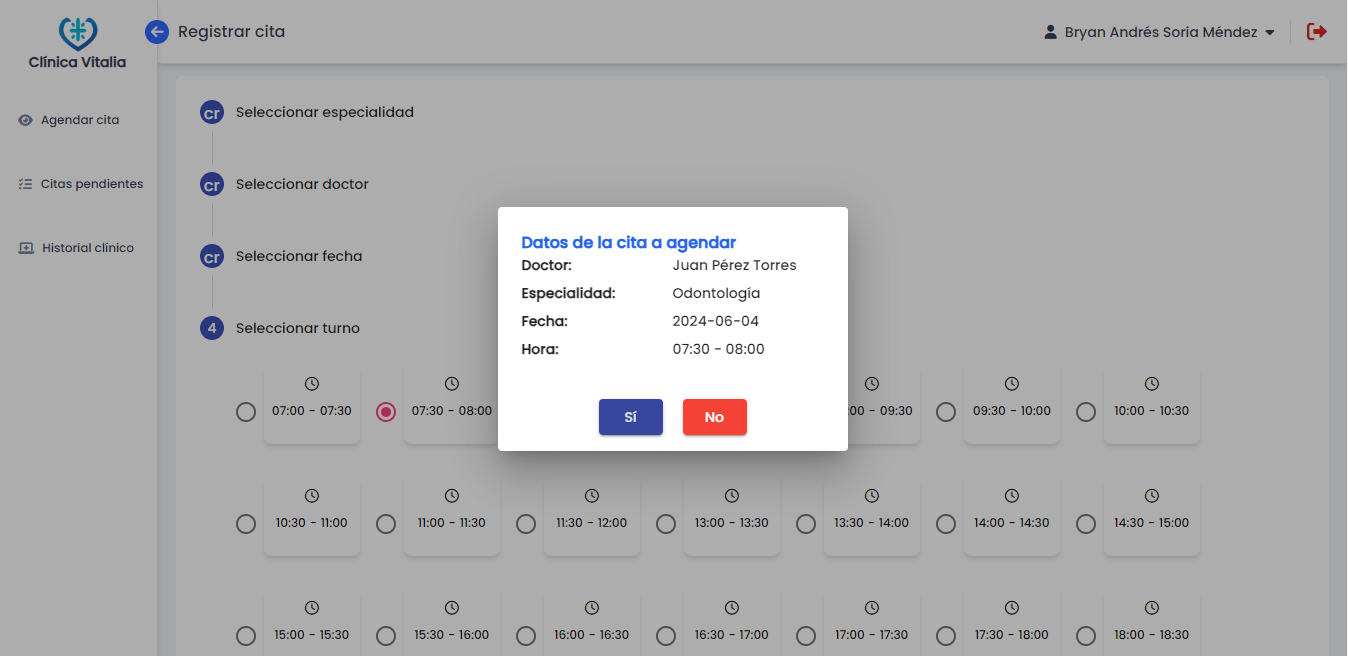 Clínica Vitalia
Registrar cita
Bryan Andrés Soria Méndez
Agendar cita
Citas pendientes
Historial clínico
cr Seleccionar especialidad
cr Seleccionar doctor
cr Seleccionar fecha
4 Seleccionar turno
Datos de la cita a agendar
Doctor: Juan Pérez Torres
Especialidad: Odontología
Fecha: 2024-06-04
Hora: 07:30 - 08:00
Sí No
07:00 - 07:30 07:30 - 08:00 :00 - 09:30 09:30 - 10:00 10:00 - 10:30
10:30 - 11:00 11:00 - 11:30 11:30 - 12:00 13:00 - 13:30 13:30 - 14:00 14:00 - 14:30 14:30 - 15:00
15:00 - 15:30 15:30 - 16:00 16:00 - 16:30 16:30 - 17:00 17:00 - 17:30 17:30 - 18:00 18:00 - 18:30